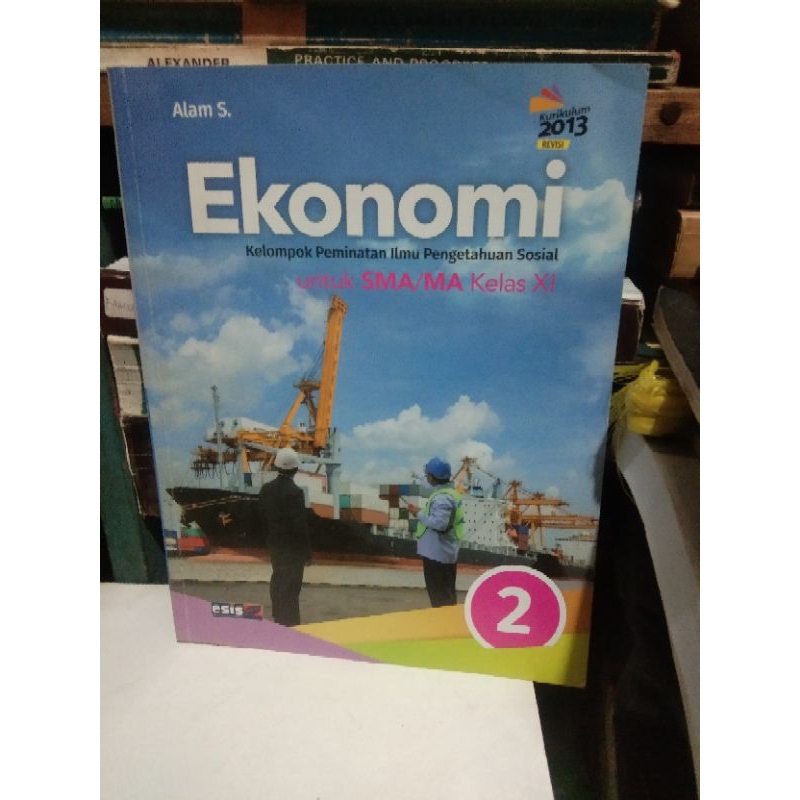 ALEXANDER
PRACTICE AND
Alam S.
Kurikulum
2013
REVISI
Ekonomi
Kelompok Peminatan Ilmu Pengetahuan Sosial
untuk SMA/MA Kelas XI
esis
2